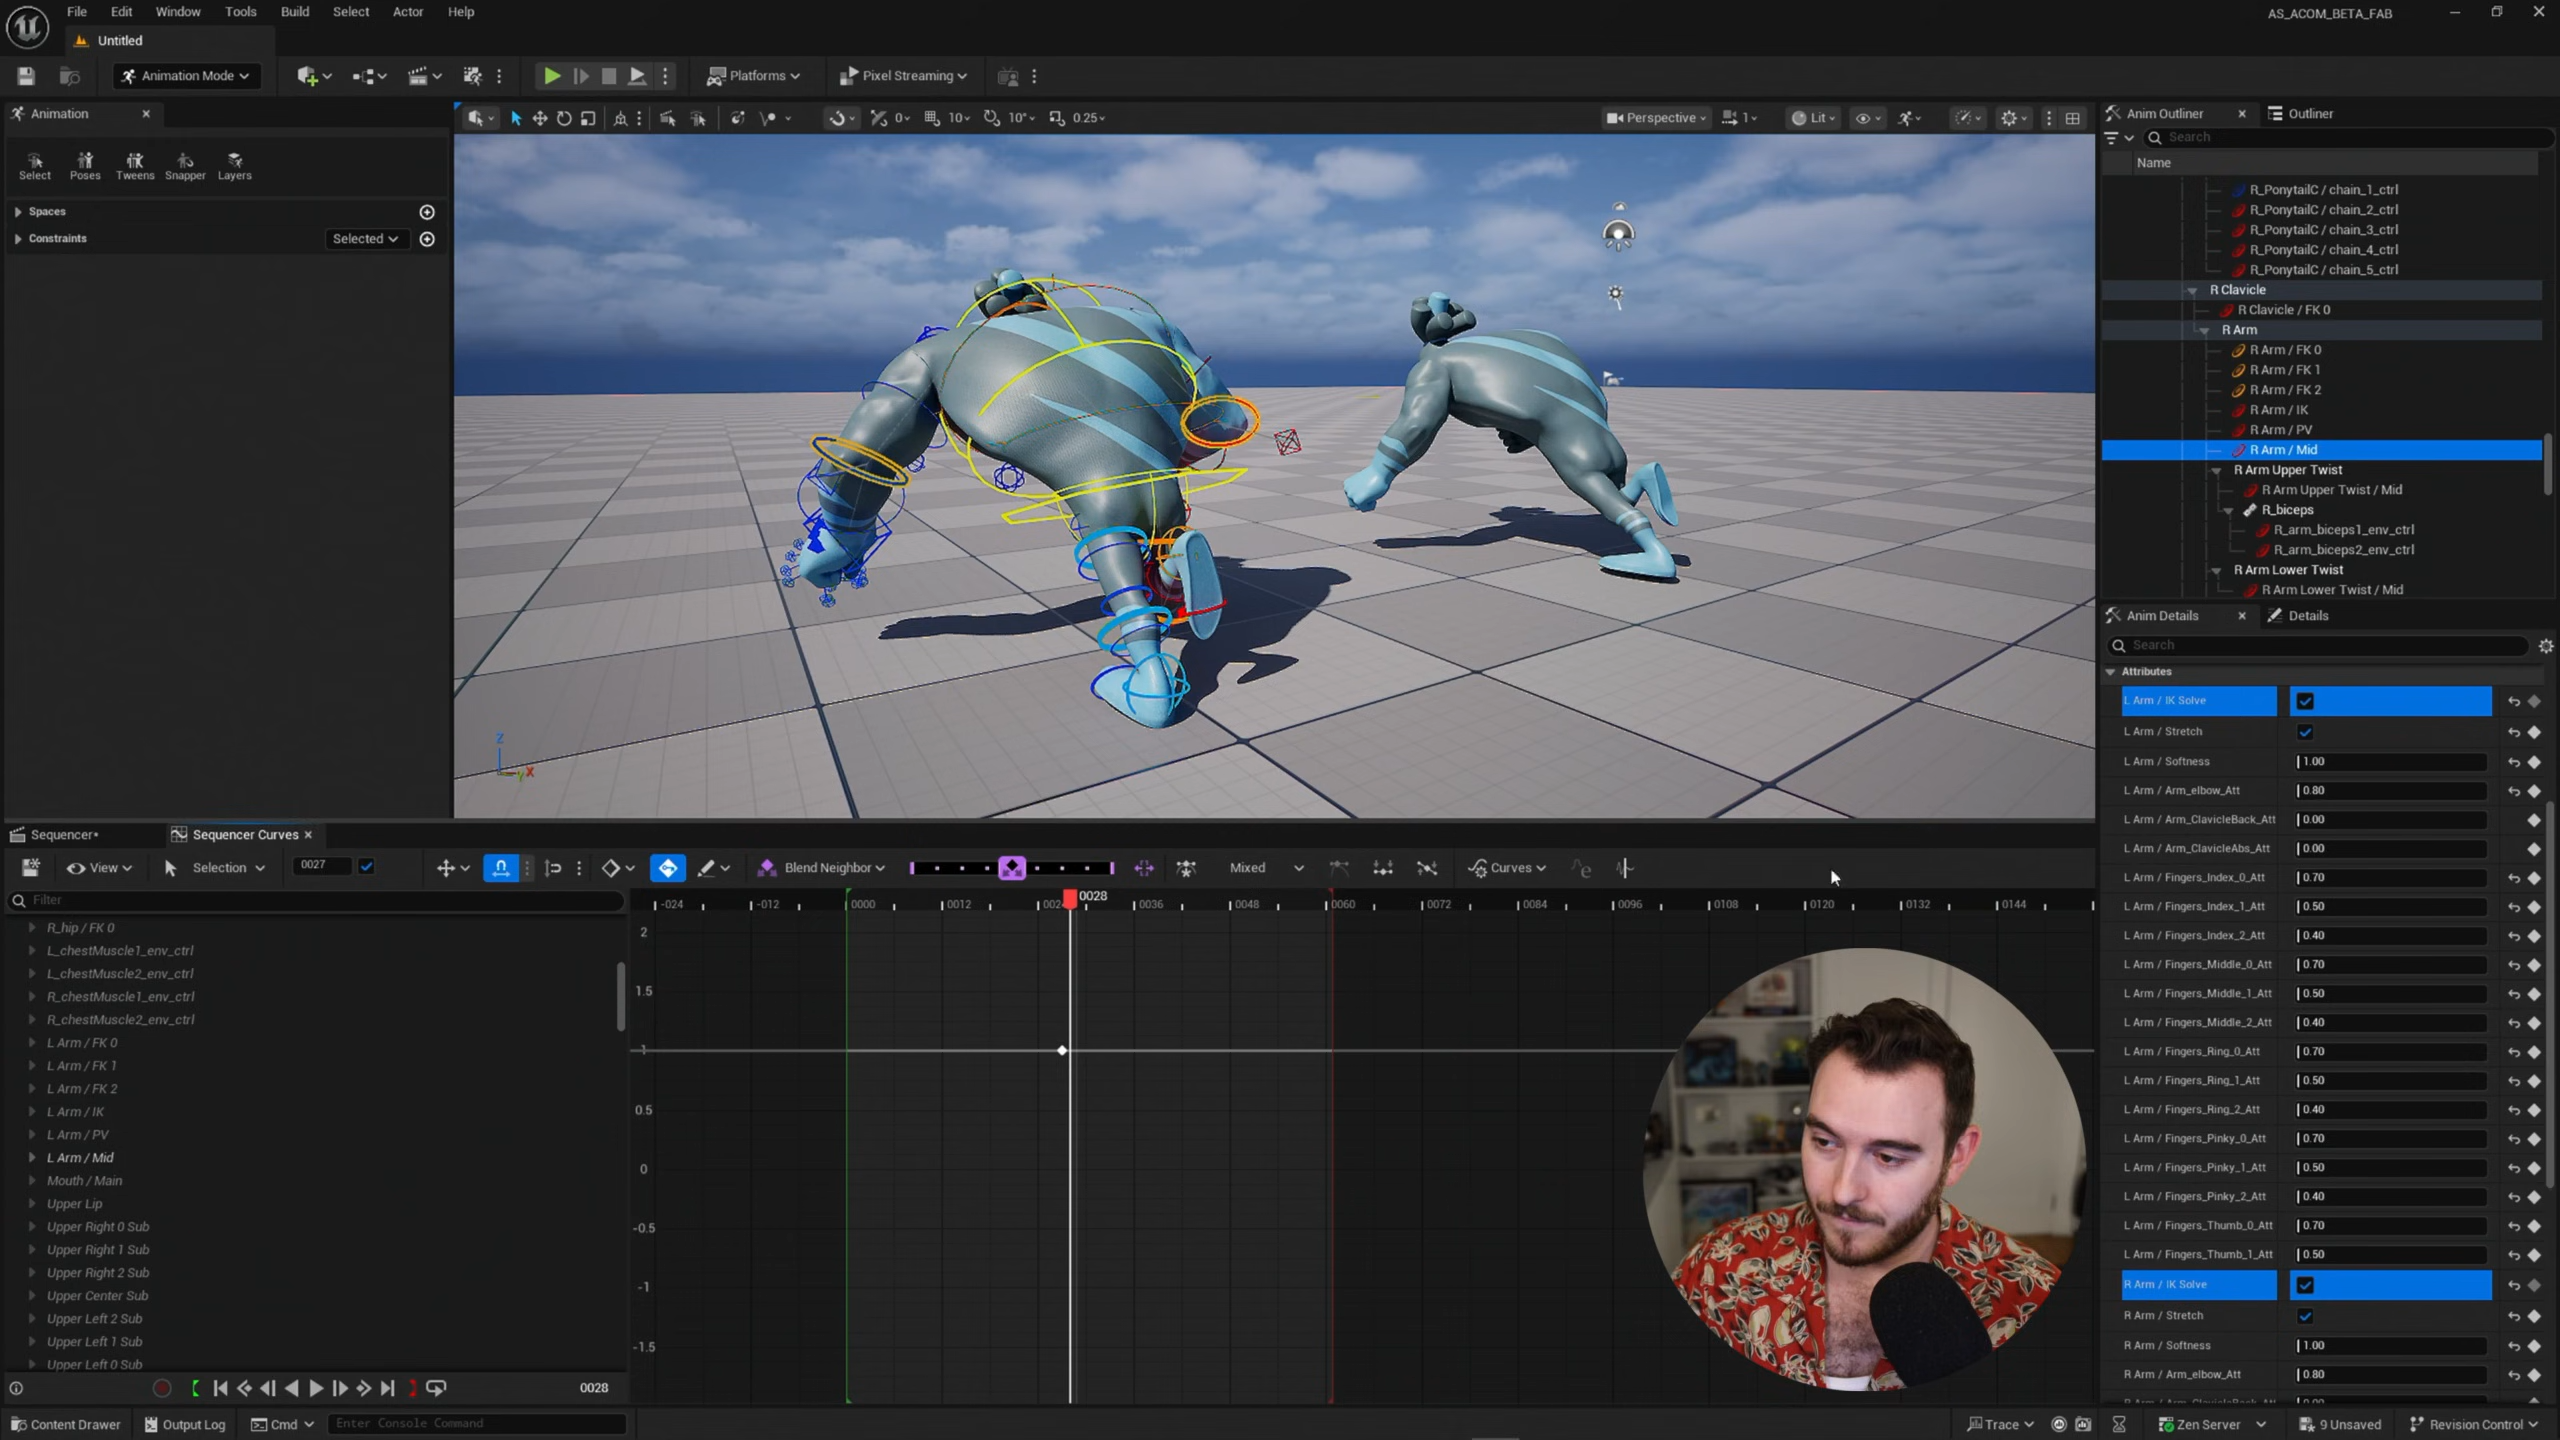 File Edit Window Tools Build Select Actor Help
AS_ACOM_BETA_FAB
Untitled
Animation Mode
Platforms
Pixel Streaming
Animation
0 10 10° 0.25
Perspective 1 Lit
Select Poses Tweens Snapper Layers
Spaces
Constraints
Selected
Z
X
Y
Anim Outliner
Outliner
Search
Name
R_PonytailC / chain_1_ctrl
R_PonytailC / chain_2_ctrl
R_PonytailC / chain_3_ctrl
R_PonytailC / chain_4_ctrl
R_PonytailC / chain_5_ctrl
R Clavicle
R Clavicle / FK 0
R Arm
R Arm / FK 0
R Arm / FK 1
R Arm / FK 2
R Arm / IK
R Arm / PV
R Arm / Mid
R Arm Upper Twist
R Arm Upper Twist / Mid
R_biceps
R_arm_biceps1_env_ctrl
R_arm_biceps2_env_ctrl
R Arm Lower Twist
R Arm Lower Twist / Mid
Anim Details
Details
Search
Attributes
L Arm / IK Solve
L Arm / Stretch
L Arm / Softness 1.00
L Arm / Arm_elbow_Att 0.80
L Arm / Arm_ClavicleBack_Att 0.00
L Arm / Arm_ClavicleAbs_Att 0.00
L Arm / Fingers_Index_0_Att 0.70
L Arm / Fingers_Index_1_Att 0.50
L Arm / Fingers_Index_2_Att 0.40
L Arm / Fingers_Middle_0_Att 0.70
L Arm / Fingers_Middle_1_Att 0.50
L Arm / Fingers_Middle_2_Att 0.40
L Arm / Fingers_Ring_0_Att 0.70
L Arm / Fingers_Ring_1_Att 0.50
L Arm / Fingers_Ring_2_Att 0.40
L Arm / Fingers_Pinky_0_Att 0.70
L Arm / Fingers_Pinky_1_Att 0.50
L Arm / Fingers_Pinky_2_Att 0.40
L Arm / Fingers_Thumb_0_Att 0.70
L Arm / Fingers_Thumb_1_Att 0.50
R Arm / IK Solve
R Arm / Stretch
R Arm / Softness 1.00
R Arm / Arm_elbow_Att 0.80
Sequencer*
Sequencer Curves
View Selection 0027 Blend Neighbor Mixed Curves
Filter
R_hip / FK 0
L_chestMuscle1_env_ctrl
L_chestMuscle2_env_ctrl
R_chestMuscle1_env_ctrl
R_chestMuscle2_env_ctrl
L Arm / FK 0
L Arm / FK 1
L Arm / FK 2
L Arm / IK
L Arm / PV
L Arm / Mid
Mouth / Main
Upper Lip
Upper Right 0 Sub
Upper Right 1 Sub
Upper Right 2 Sub
Upper Center Sub
Upper Left 2 Sub
Upper Left 1 Sub
Upper Left 0 Sub
0028
0028
-024 -012 0000 0012 0024 0036 0048 0060 0072 0084 0096 0108 0120 0132 0144
2
1.5
1
0.5
0
-0.5
-1
-1.5
Content Drawer
Output Log
Cmd
Enter Console Command
Trace
Zen Server
9 Unsaved
Revision Control